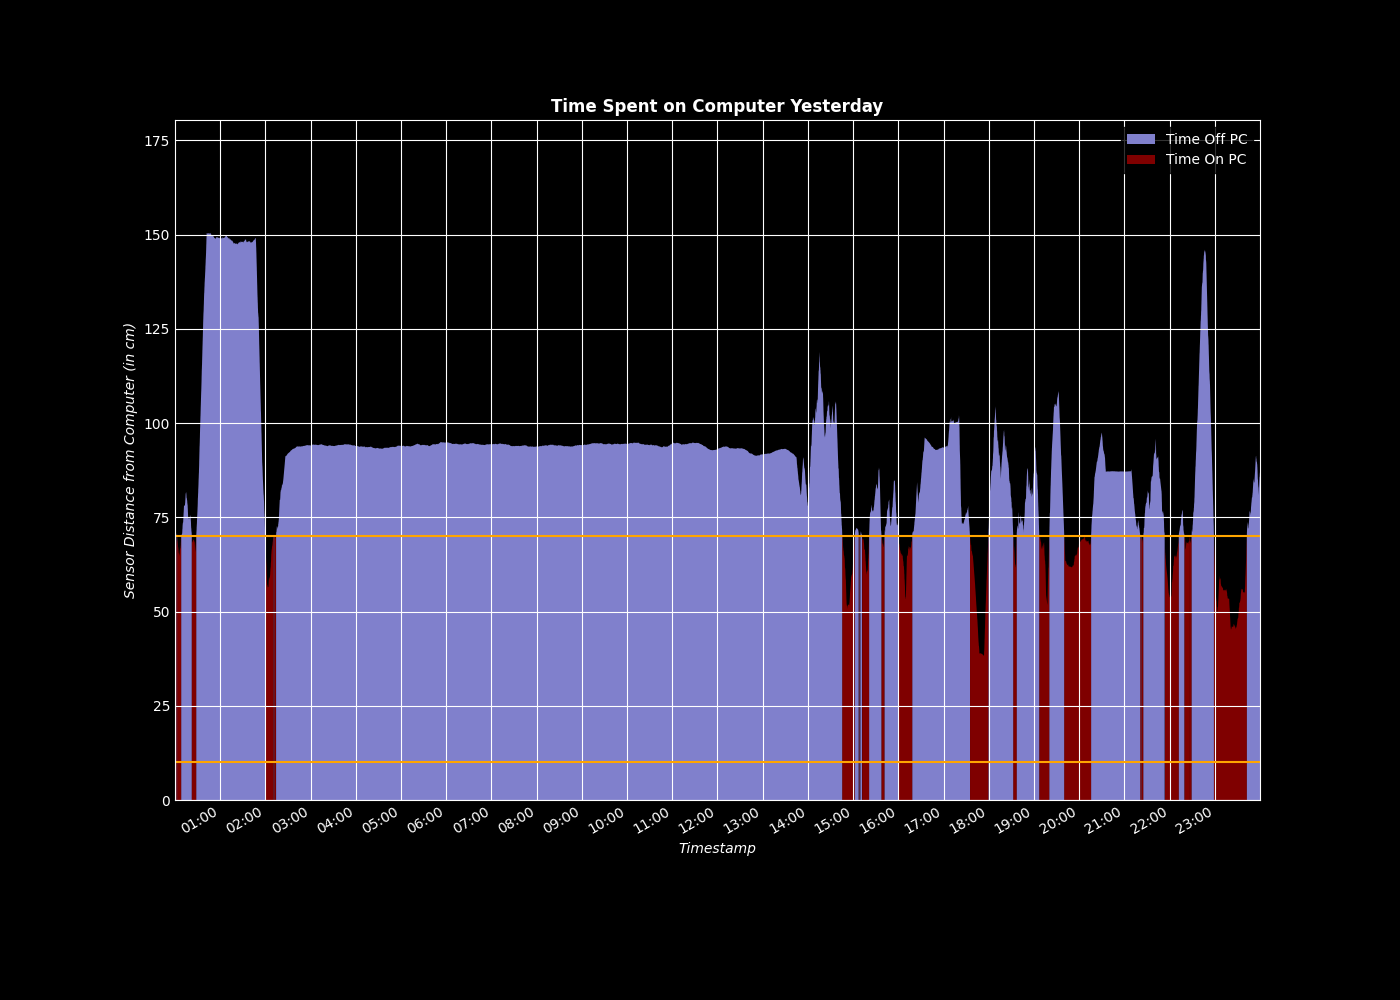 Time Spent on Computer Yesterday
Time Off PC
Time On PC
175
150
125
100
75
50
25
0
Sensor Distance from Computer (in cm)
01:00 02:00 03:00 04:00 05:00 06:00 07:00 08:00 09:00 10:00 11:00 12:00 13:00 14:00 15:00 16:00 17:00 18:00 19:00 20:00 21:00 22:00 23:00
Timestamp